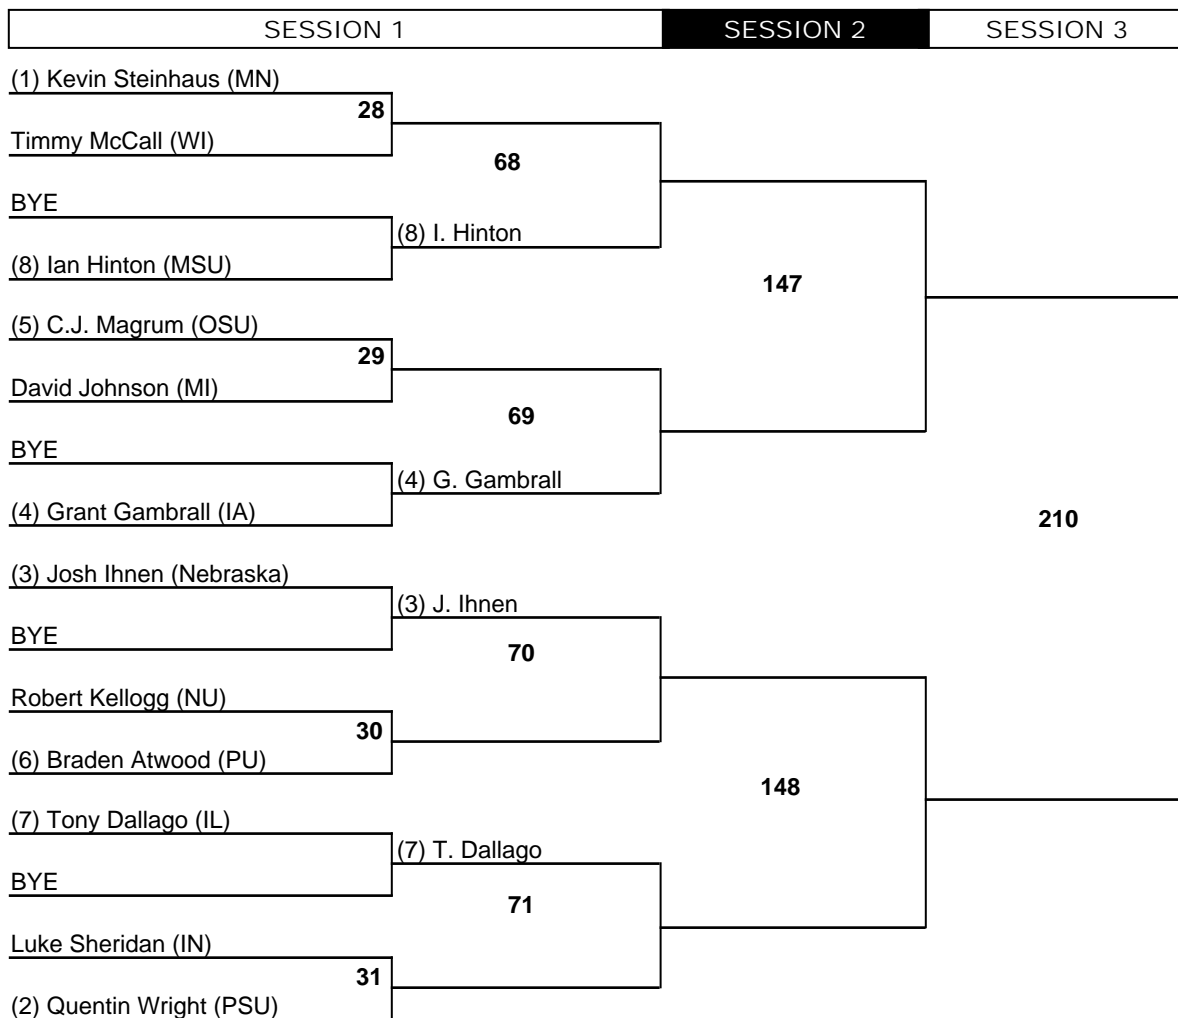 SESSION 1 SESSION 2 SESSION 3
(1) Kevin Steinhaus (MN)
28
Timmy McCall (WI)
68
BYE
(8) I. Hinton
(8) Ian Hinton (MSU)
147
(5) C.J. Magrum (OSU)
29
David Johnson (MI)
69
BYE
(4) G. Gambrall
(4) Grant Gambrall (IA)
210
(3) Josh Ihnen (Nebraska)
(3) J. Ihnen
BYE
70
Robert Kellogg (NU)
30
(6) Braden Atwood (PU)
148
(7) Tony Dallago (IL)
(7) T. Dallago
BYE
71
Luke Sheridan (IN)
31
(2) Quentin Wright (PSU)